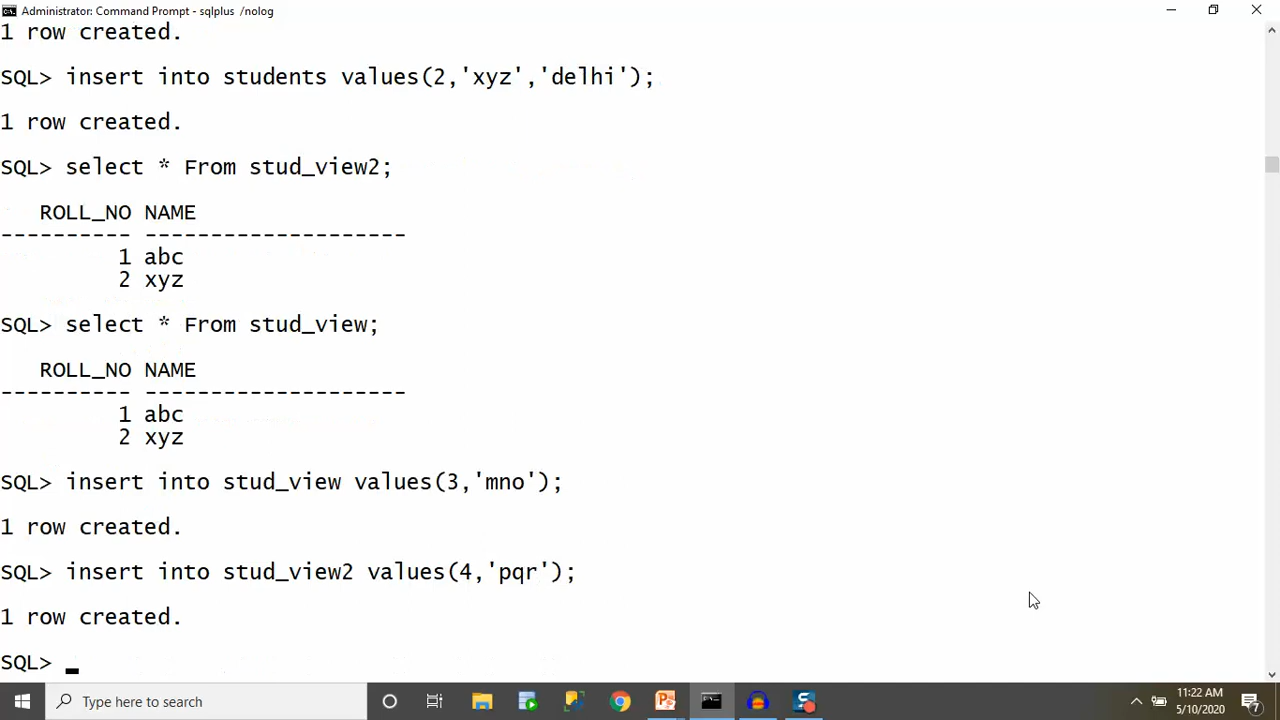 Administrator: Command Prompt - sqlplus /nolog
1 row created.
SQL> insert into students values(2,'xyz','delhi');
1 row created.
SQL> select * From stud_view2;
ROLL_NO NAME
---------- --------------------
1 abc
2 xyz
SQL> select * From stud_view;
ROLL_NO NAME
---------- --------------------
1 abc
2 xyz
SQL> insert into stud_view values(3,'mno');
1 row created.
SQL> insert into stud_view2 values(4,'pqr');
1 row created.
SQL> _
Type here to search
11:22 AM
5/10/2020
7